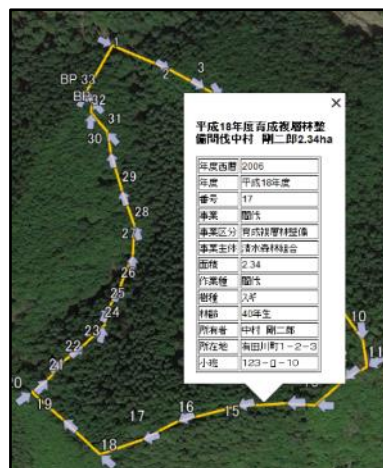 1
2
3
BP 33
32
31
30
29
28
27
26
25
24
23
22
21
20
19
18
17
16
15
10
11
×
平成18年度育成複層林整
備間伐中村 剛二郎2.34ha
年度西暦 2006
年度 平成18年度
番号 17
事業 間伐
事業区分 育成複層林整備
事業主体 清水森林組合
面積 2.34
作業種 間伐
樹種 スギ
林齢 40年生
所有者 中村 剛二郎
所在地 有田川町1-2-3
小班 123-ロ-10